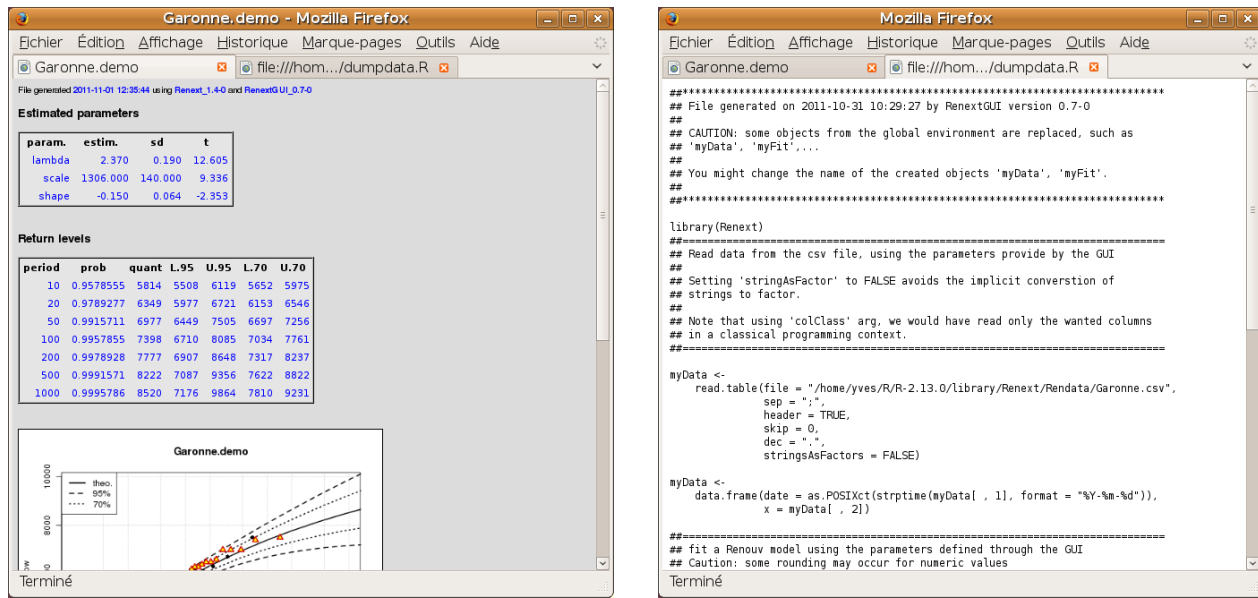 Garonne.demo - Mozilla Firefox
Fichier Édition Affichage Historique Marque-pages Outils Aide
Garonne.demo file:///hom.../dumpdata.R
File generated 2011-11-01 12:35:44 using Renext_1.4-0 and RenextGUI_0.7-0
Estimated parameters
param. estim. sd t
lambda 2.370 0.190 12.605
scale 1306.000 140.000 9.336
shape -0.150 0.064 -2.353
Return levels
period prob quant L.95 U.95 L.70 U.70
10 0.9578555 5814 5508 6119 5652 5975
20 0.9789277 6349 5977 6721 6153 6546
50 0.9915711 6977 6449 7505 6697 7256
100 0.9957855 7398 6710 8085 7034 7761
200 0.9978928 7777 6907 8648 7317 8237
500 0.9991571 8222 7087 9356 7622 8822
1000 0.9995786 8520 7176 9864 7810 9231
Garonne.demo
10000
theo.
95%
70%
8000
Terminé
Mozilla Firefox
Fichier Édition Affichage Historique Marque-pages Outils Aide
Garonne.demo file:///hom.../dumpdata.R
##****************************************************************************
## File generated on 2011-10-31 10:29:27 by RenextGUI version 0.7-0
##
## CAUTION: some objects from the global environment are replaced, such as
## 'myData', 'myFit',...
##
## You might change the name of the created objects 'myData', 'myFit'.
##
##****************************************************************************
library(Renext)
##============================================================================
## Read data from the csv file, using the parameters provide by the GUI
##
## Setting 'stringAsFactor' to FALSE avoids the implicit converstion of
## strings to factor.
##
## Note that using 'colClass' arg, we would have read only the wanted columns
## in a classical programming context.
##============================================================================
myData <-
read.table(file = "/home/yves/R/R-2.13.0/library/Renext/Rendata/Garonne.csv",
sep = ";",
header = TRUE,
skip = 0,
dec = ".",
stringsAsFactors = FALSE)
myData <-
data.frame(date = as.POSIXct(strptime(myData[ , 1], format = "%Y-%m-%d")),
x = myData[ , 2])
##============================================================================
## fit a Renouv model using the parameters defined through the GUI
## Caution: some rounding may occur for numeric values
Terminé